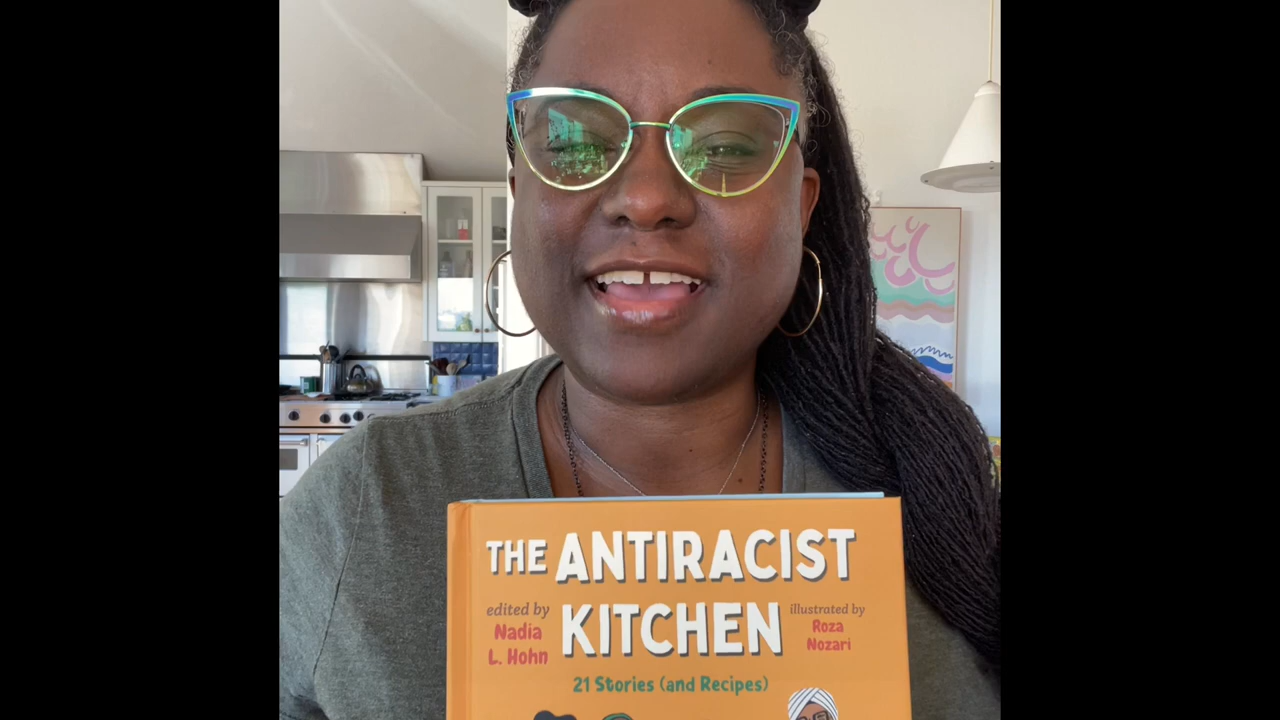 THE ANTIRACIST
KITCHEN
edited by
Nadia
L. Hohn
illustrated by
Roza
Nozari
21 Stories (and Recipes)